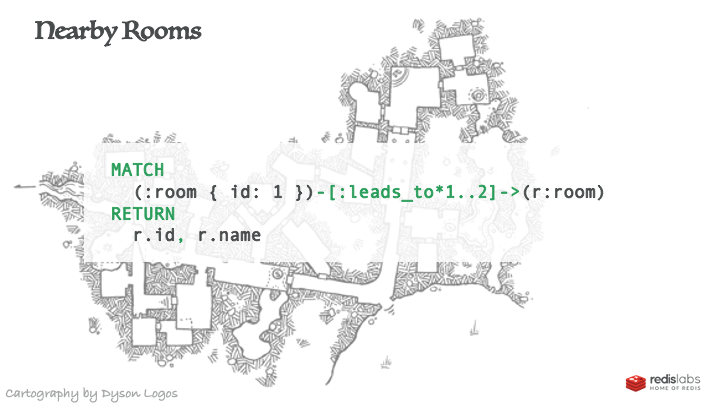 Nearby Rooms
MATCH
(:room { id: 1 })-[:leads_to*1..2]->(r:room)
RETURN
r.id, r.name
Cartography by Dyson Logos
redislabs
HOME OF REDIS